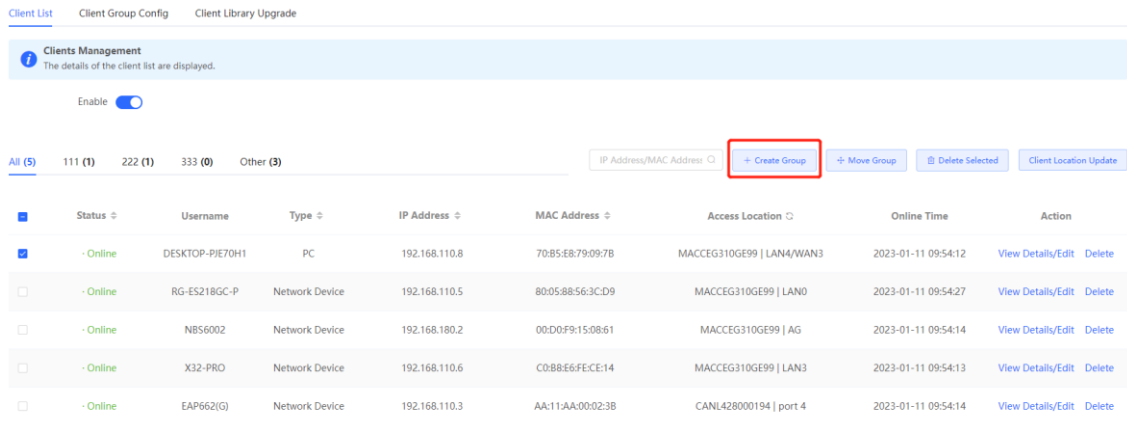 Client List Client Group Config Client Library Upgrade
Clients Management
The details of the client list are displayed.
Enable
All (5) 111 (1) 222 (1) 333 (0) Other (3) IP Address/MAC Address + Create Group Move Group Delete Selected Client Location Update
Status Username Type IP Address MAC Address Access Location Online Time Action
Online DESKTOP-PJE70H1 PC 192.168.110.8 70:B5:E8:79:09:7B MACCEG310GE99 | LAN4/WAN3 2023-01-11 09:54:12 View Details/Edit Delete
Online RG-ES218GC-P Network Device 192.168.110.5 80:05:88:56:3C:D9 MACCEG310GE99 | LAN0 2023-01-11 09:54:27 View Details/Edit Delete
Online NBS6002 Network Device 192.168.180.2 00:D0:F9:15:08:61 MACCEG310GE99 | AG 2023-01-11 09:54:14 View Details/Edit Delete
Online X32-PRO Network Device 192.168.110.6 C0:B8:E6:FE:CE:14 MACCEG310GE99 | LAN3 2023-01-11 09:54:13 View Details/Edit Delete
Online EAP662(G) Network Device 192.168.110.3 AA:11:AA:00:02:3B CANL428000194 | port 4 2023-01-11 09:54:14 View Details/Edit Delete